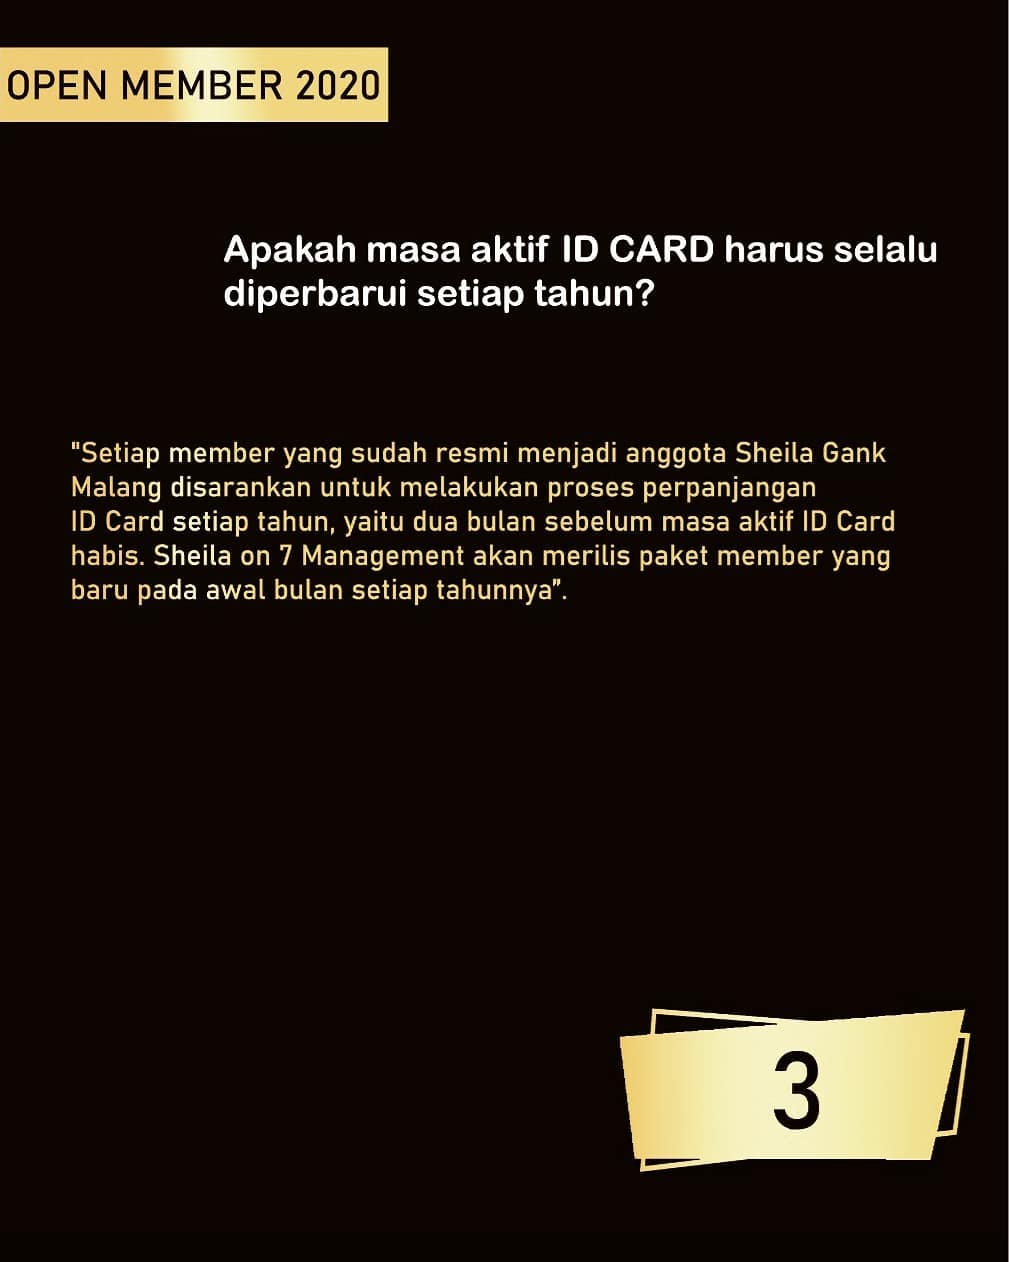 OPEN MEMBER 2020
Apakah masa aktif ID CARD harus selalu
diperbarui setiap tahun?
"Setiap member yang sudah resmi menjadi anggota Sheila Gank
Malang disarankan untuk melakukan proses perpanjangan
ID Card setiap tahun, yaitu dua bulan sebelum masa aktif ID Card
habis. Sheila on 7 Management akan merilis paket member yang
baru pada awal bulan setiap tahunnya”.
3